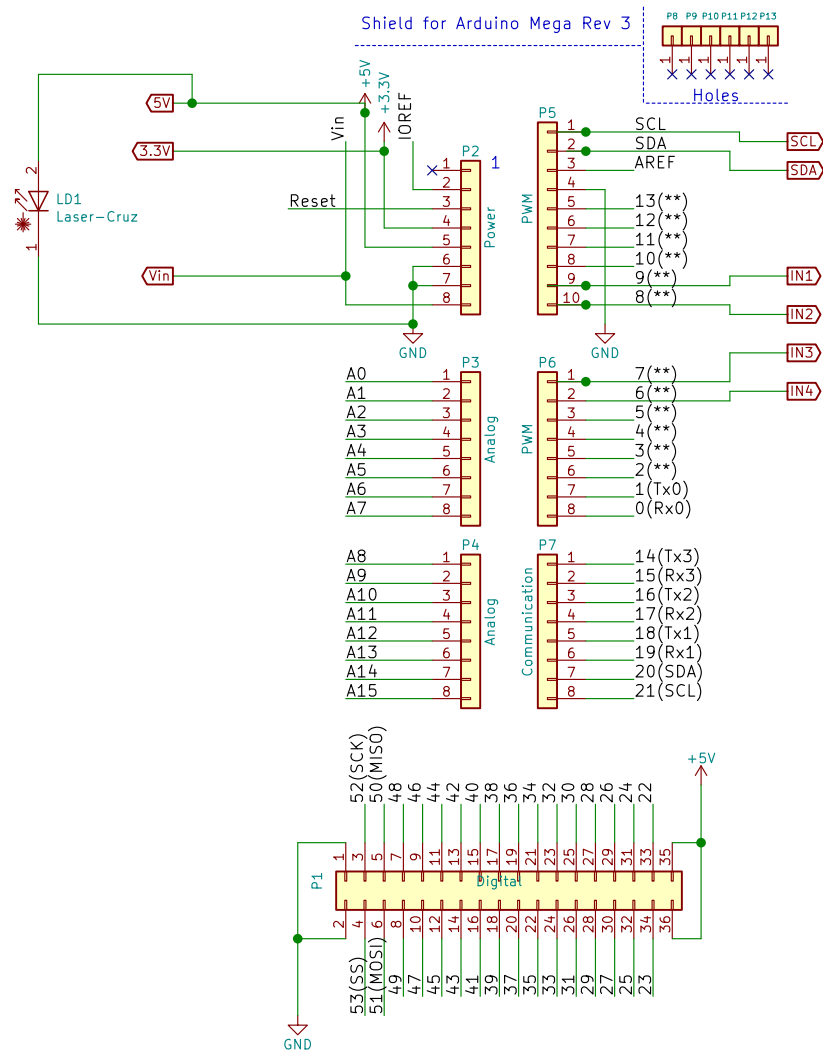 Shield for Arduino Mega Rev 3
P8 P9 P10 P11 P12 P13
1 1 1 1 1 1
Holes
5V
+5V
3.3V
+3.3V
Vin
IOREF
2
LD1
Laser-Cruz
1
Vin
Reset
P2
1
1
2
3
4
5
6
7
8
Power
GND
P5
PWM
1 SCL
2 SDA
3 AREF
4
5 13(**)
6 12(**)
7 11(**)
8 10(**)
9 9(**)
10 8(**)
GND
SCL
SDA
IN1
IN2
IN3
IN4
P3
A0 1
A1 2
A2 3
A3 4
A4 5
A5 6
A6 7
A7 8
Analog
P6
PWM
1 7(**)
2 6(**)
3 5(**)
4 4(**)
5 3(**)
6 2(**)
7 1(Tx0)
8 0(Rx0)
P4
A8 1
A9 2
A10 3
A11 4
A12 5
A13 6
A14 7
A15 8
Analog
P7
Communication
1 14(Tx3)
2 15(Rx3)
3 16(Tx2)
4 17(Rx2)
5 18(Tx1)
6 19(Rx1)
7 20(SDA)
8 21(SCL)
52(SCK) 50(MISO) 48 46 44 42 40 38 36 34 32 30 28 26 24 22
+5V
1 3 5 7 9 11 13 15 17 19 21 23 25 27 29 31 33 35
P1
Digital
2 4 6 8 10 12 14 16 18 20 22 24 26 28 30 32 34 36
53(SS) 51(MOSI) 49 47 45 43 41 39 37 35 33 31 29 27 25 23
GND